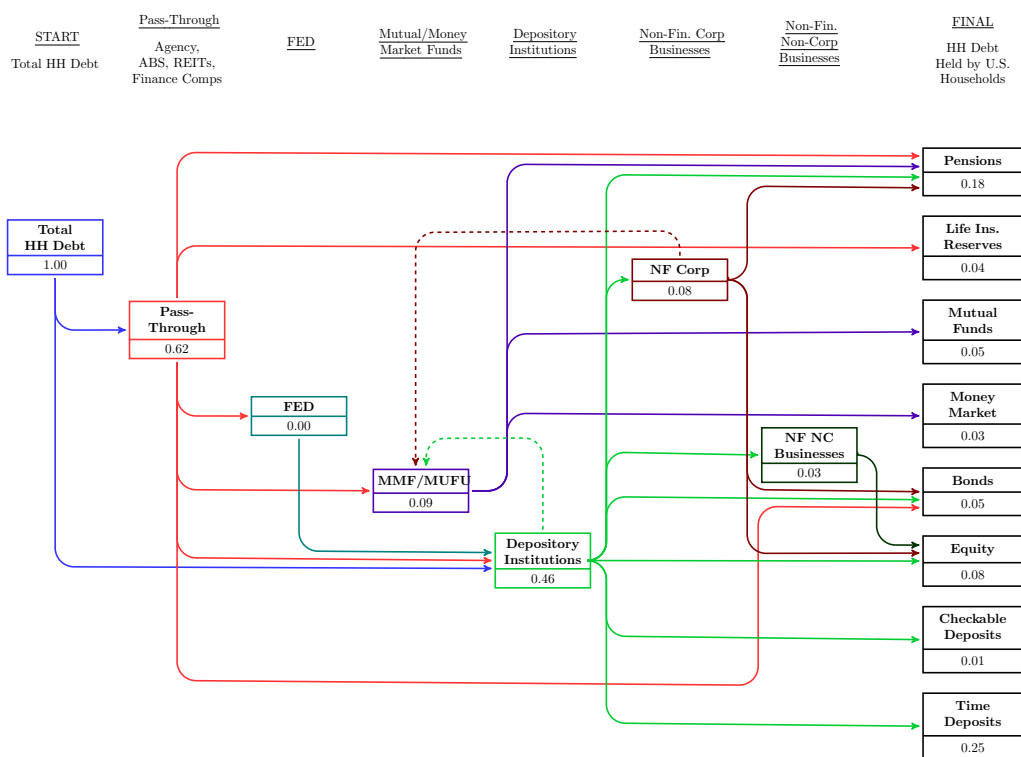 START
Total HH Debt
Pass-Through
Agency,
ABS, REITs,
Finance Comps
FED
Mutual/Money
Market Funds
Depository
Institutions
Non-Fin. Corp
Businesses
Non-Fin.
Non-Corp
Businesses
FINAL
HH Debt
Held by U.S.
Households
Total
HH Debt
1.00
Pass-
Through
0.62
FED
0.00
MMF/MUFU
0.09
Depository
Institutions
0.46
NF Corp
0.08
NF NC
Businesses
0.03
Pensions
0.18
Life Ins.
Reserves
0.04
Mutual
Funds
0.05
Money
Market
0.03
Bonds
0.05
Equity
0.08
Checkable
Deposits
0.01
Time
Deposits
0.25